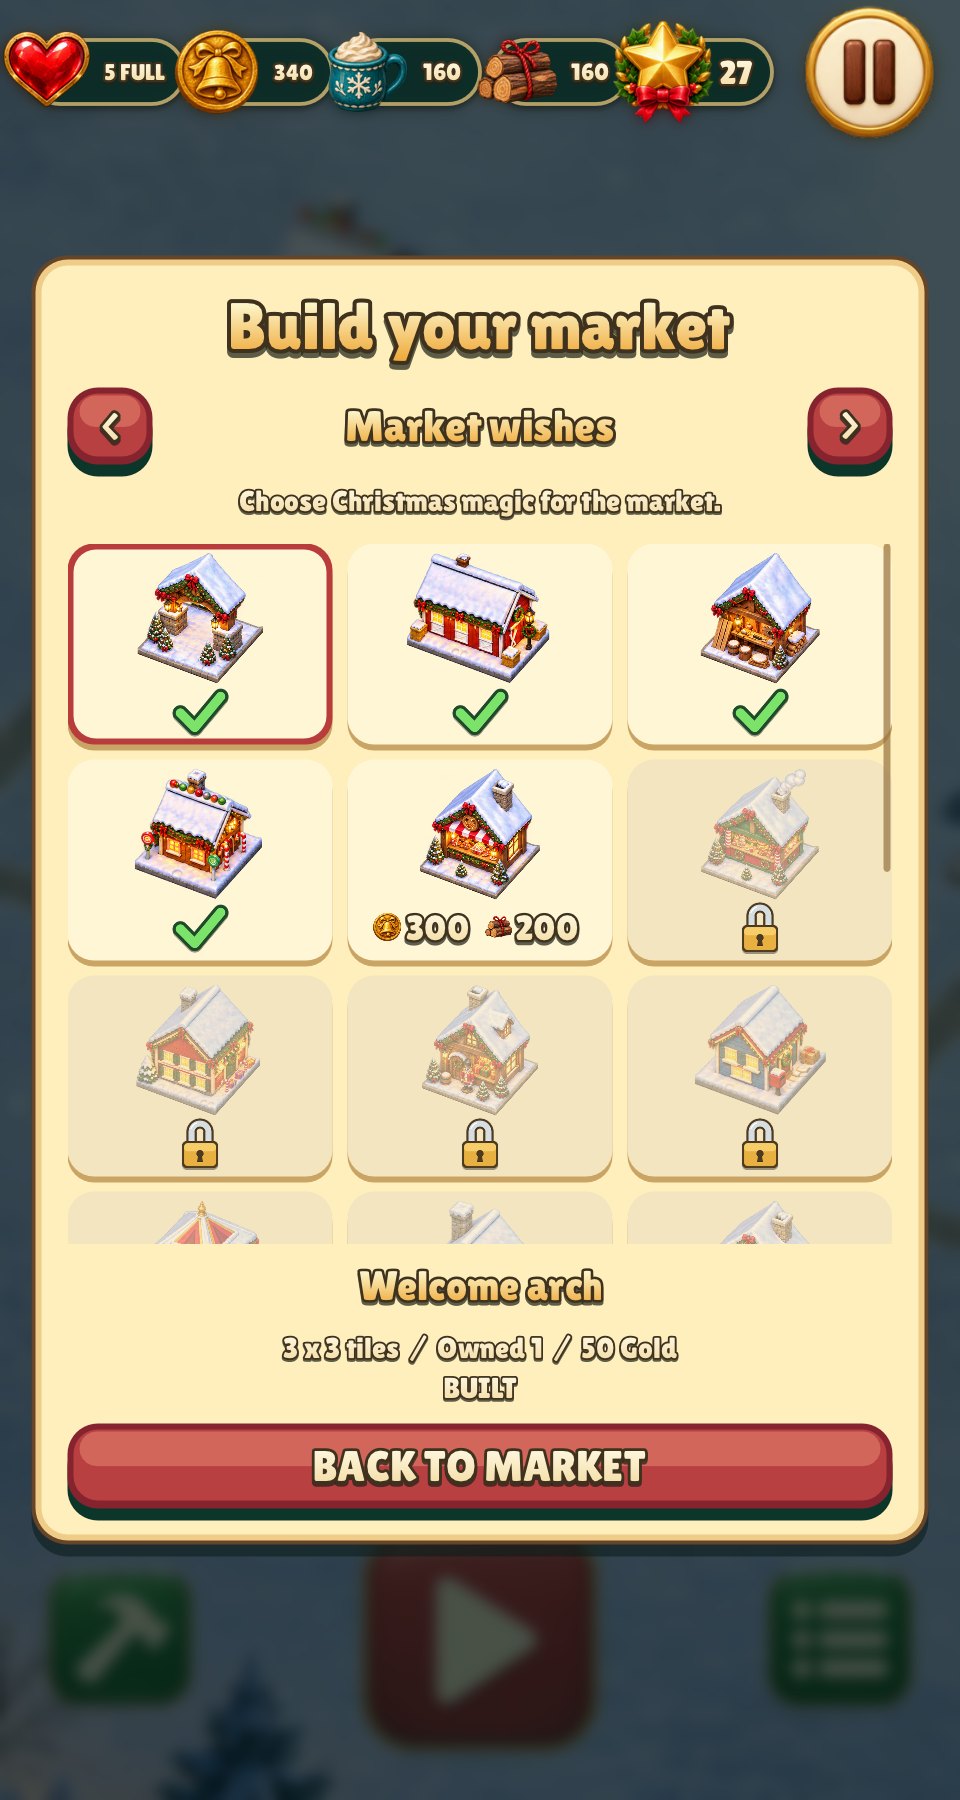 5 FULL 340 160 160 27
Build your market
Market wishes
Choose Christmas magic for the market.
300 200
Welcome arch
3 x 3 tiles / Owned 1 / 50 Gold
BUILT
BACK TO MARKET